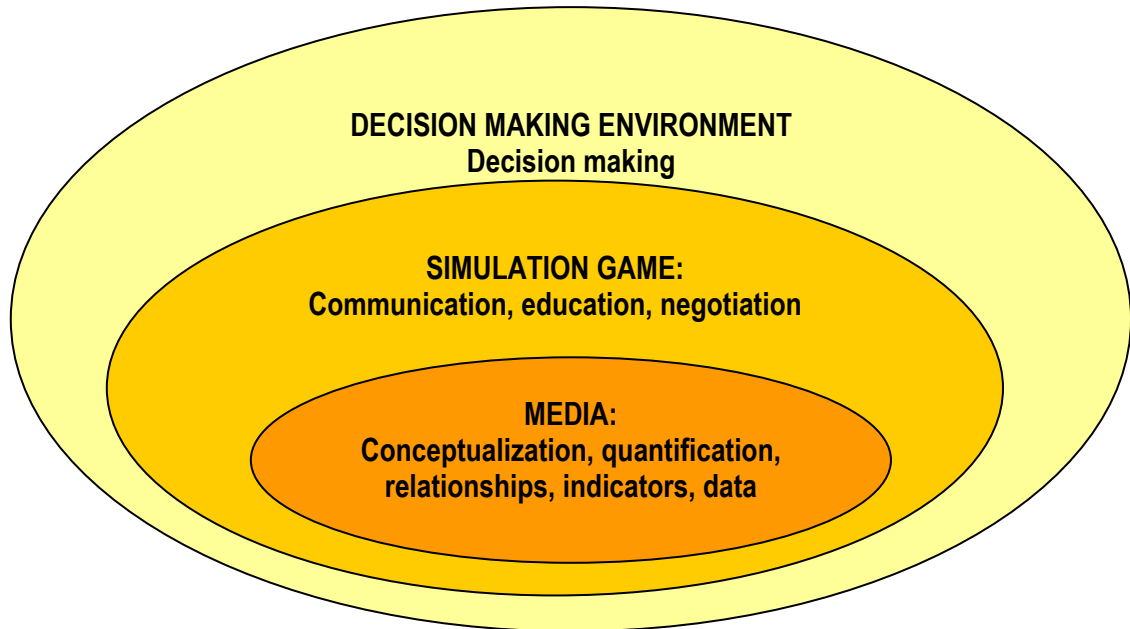 DECISION MAKING ENVIRONMENT
Decision making
SIMULATION GAME:
Communication, education, negotiation
MEDIA:
Conceptualization, quantification,
relationships, indicators, data